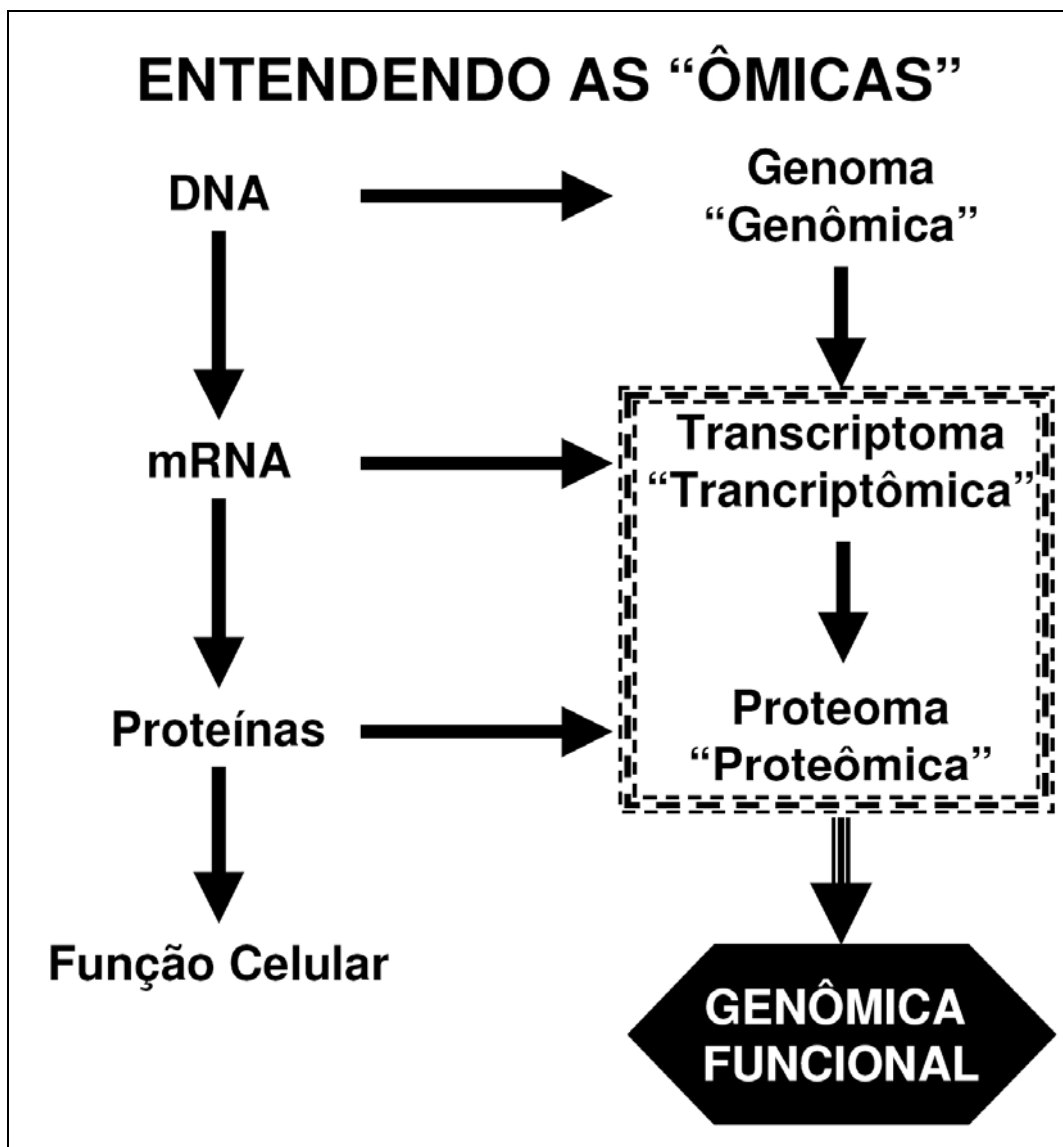 ENTENDENDO AS “ÔMICAS”
DNA
Genoma
“Genômica”
mRNA
Transcriptoma
“Trancriptômica”
Proteínas
Proteoma
“Proteômica”
Função Celular
GENÔMICA
FUNCIONAL